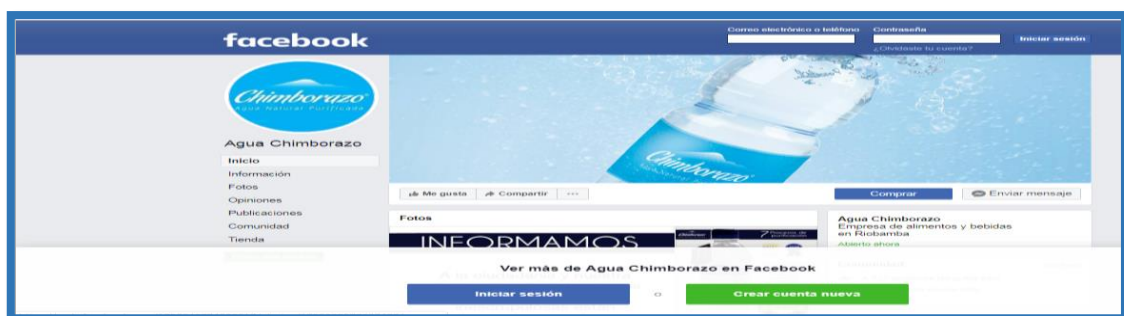 facebook
Correo electrónico o teléfono
Contraseña
Iniciar sesión
¿Olvidaste tu cuenta?
Chimborazo
Agua Natural Purificada
Chimborazo
Agua Chimborazo
Inicio
Información
Fotos
Opiniones
Publicaciones
Comunidad
Tienda
Me gusta
Compartir
...
Comprar
Enviar mensaje
Fotos
INFORMAMOS
Agua Chimborazo
Empresa de alimentos y bebidas
en Riobamba
Abierto ahora
Ver más de Agua Chimborazo en Facebook
Iniciar sesión
o
Crear cuenta nueva